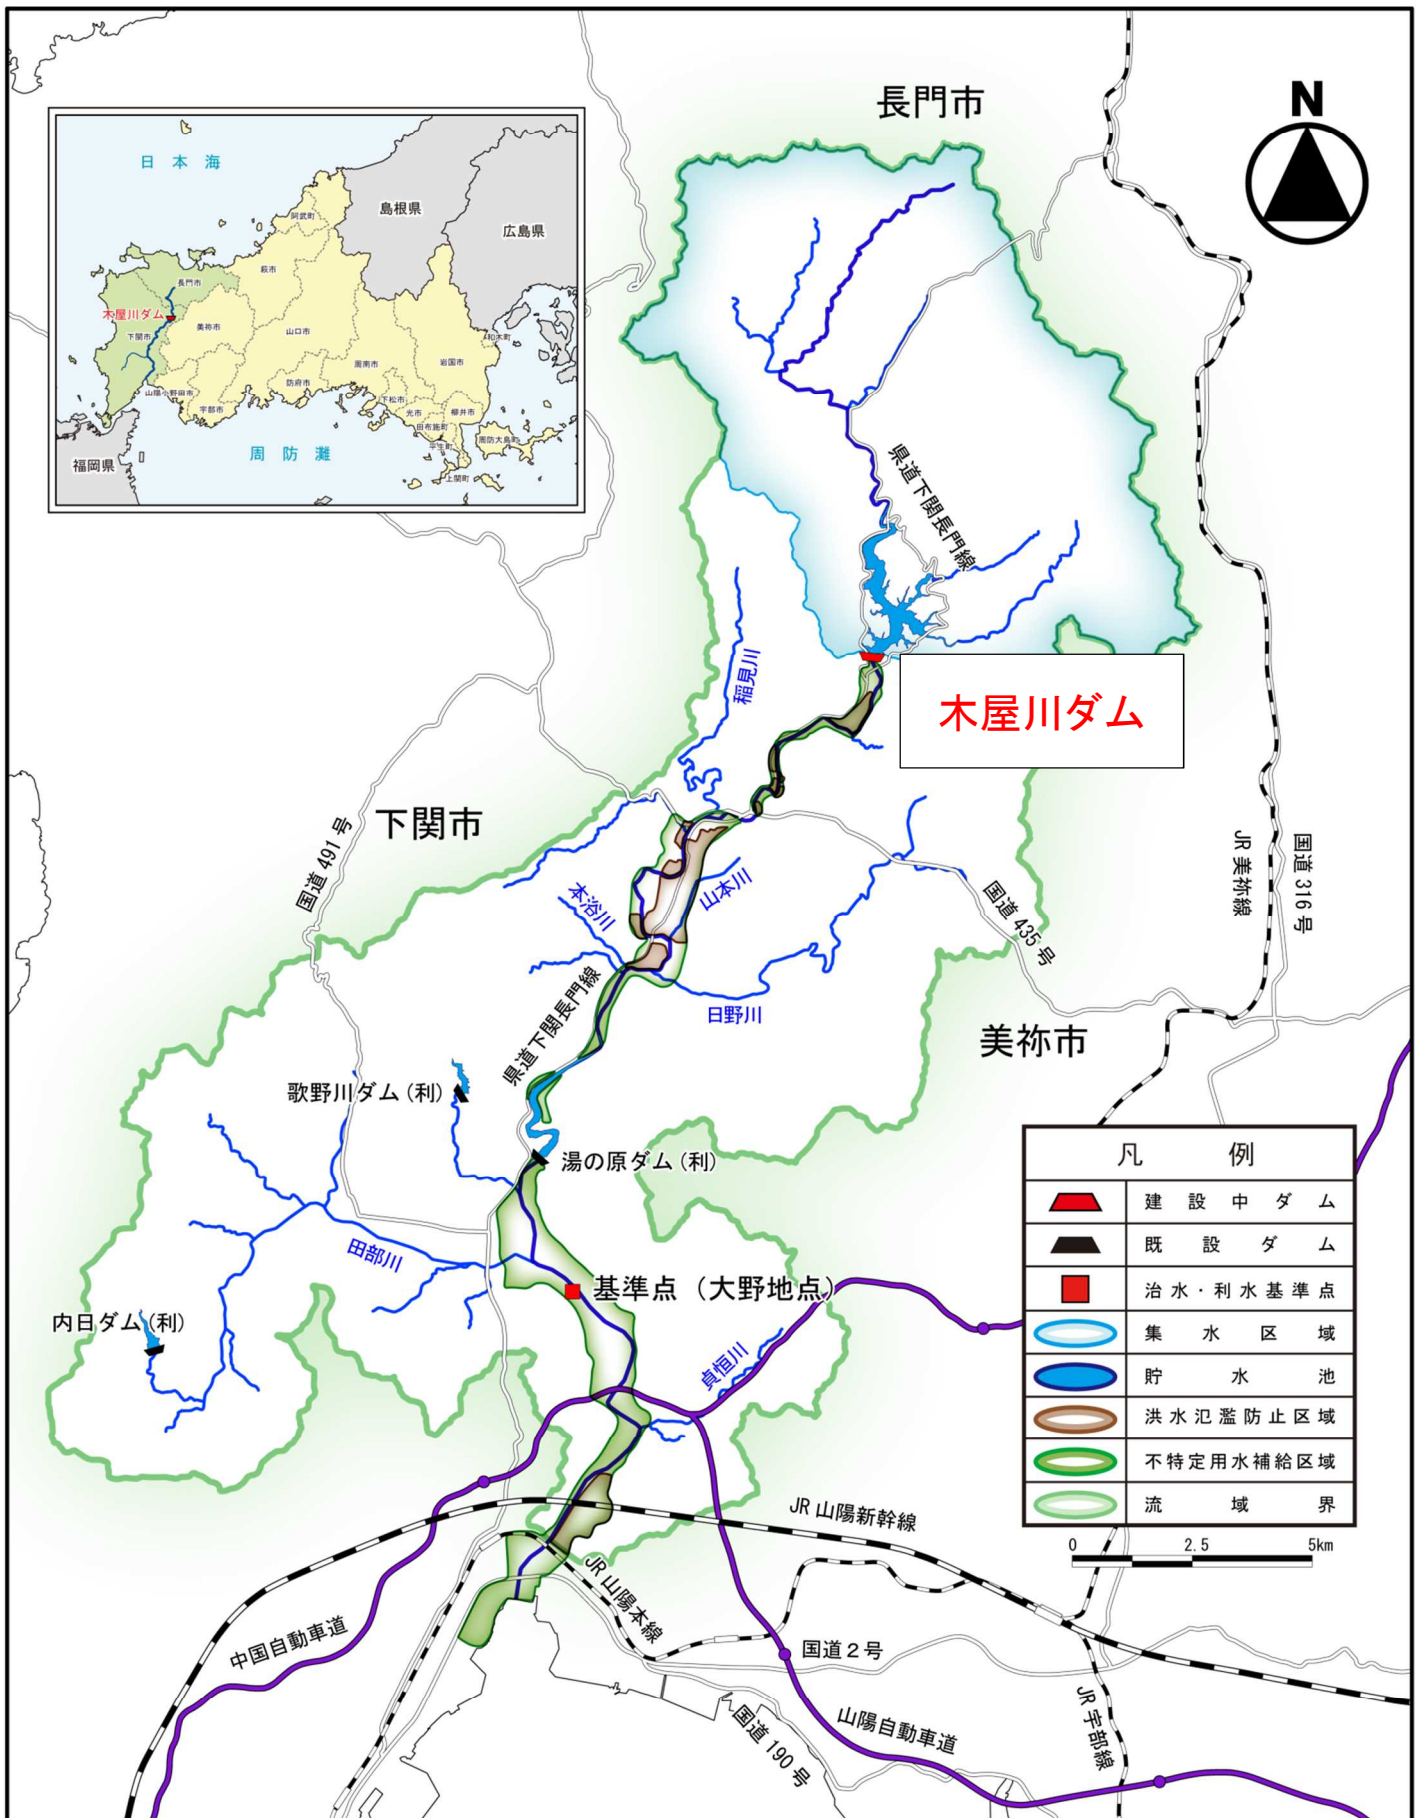 長門市
N
日本海
島根県
広島県
阿武町
萩市
長門市
木屋川ダム
下関市
美祢市
山口市
和木町
岩国市
周南市
防府市
山陽小野田市
宇部市
下松市
光市
柳井市
田布施町
平生町
周防大島町
上関町
周防灘
福岡県
県道下関長門線
稲見川
木屋川ダム
下関市
国道491号
本浴川
山本川
国道435号
JR美祢線
国道316号
日野川
県道下関長門線
美祢市
歌野川ダム(利)
湯の原ダム(利)
田部川
基準点(大野地点)
内日ダム(利)
貞恒川
凡例
建設中ダム
既設ダム
治水・利水基準点
集水区域
貯水池
洪水氾濫防止区域
不特定用水補給区域
流域界
0 2.5 5km
JR山陽新幹線
JR山陽本線
中国自動車道
国道2号
国道190号
山陽自動車道
JR宇部線